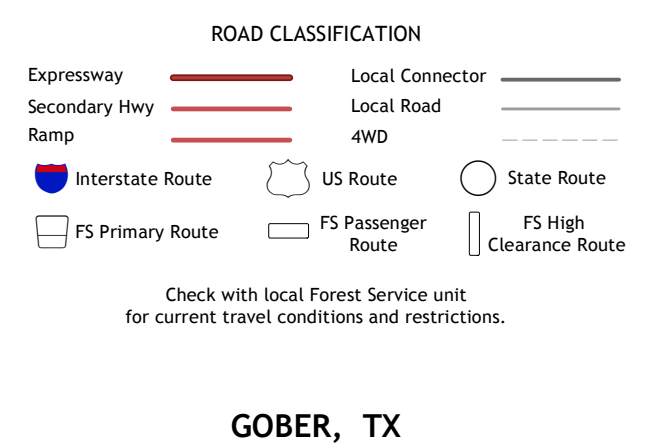 ROAD CLASSIFICATION
Expressway
Local Connector
Secondary Hwy
Local Road
Ramp
4WD
Interstate Route
US Route
State Route
FS Primary Route
FS Passenger
Route
FS High
Clearance Route
Check with local Forest Service unit
for current travel conditions and restrictions.
GOBER, TX